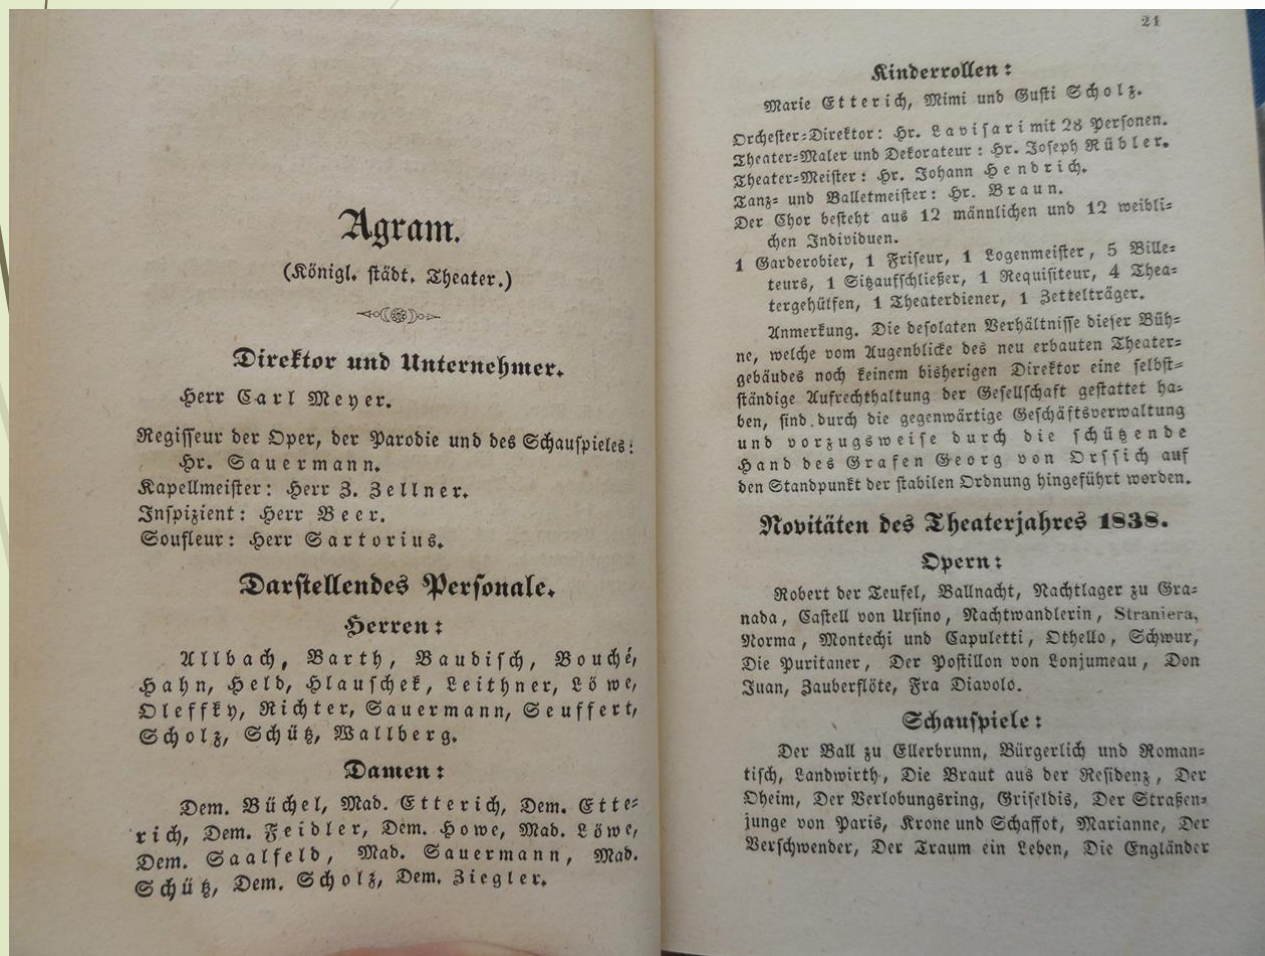 Agram.
(Königl. städt. Theater.)
Direktor und Unternehmer.
Herr Carl Meyer.
Regisseur der Oper, der Parodie und des Schauspieles:
Hr. Sauermann.
Kapellmeister: Herr Z. Zellner.
Inspizient: Herr Beer.
Soufleur: Herr Sartorius.
Darstellendes Personale.
Herren:
Allbach, Barth, Baudisch, Bouché,
Hahn, Held, Hlauschek, Leithner, Löwe,
Oleffky, Richter, Sauermann, Seuffert,
Scholz, Schütz, Wallberg.
Damen:
Dem. Büchel, Mad. Etterich, Dem. Ette-
rich, Dem. Feidler, Dem. Howe, Mad. Löwe,
Dem. Saalfeld, Mad. Sauermann, Mad.
Schütz, Dem. Scholz, Dem. Ziegler.
21
Kinderrollen:
Marie Etterich, Mimi und Gusti Scholz.
Orchester-Direktor: Hr. Lavisari mit 28 Personen.
Theater-Maler und Dekorateur: Hr. Joseph Rübler.
Theater-Meister: Hr. Johann Hendrich.
Tanz- und Balletmeister: Hr. Braun.
Der Chor besteht aus 12 männlichen und 12 weibli-
chen Individuen.
1 Garderobier, 1 Friseur, 1 Logenmeister, 5 Bille-
teurs, 1 Sitzaufschließer, 1 Requisiteur, 4 Thea-
tergehülfen, 1 Theaterdiener, 1 Zettelträger.
Anmerkung. Die desolaten Verhältnisse dieser Büh-
ne, welche vom Augenblicke des neu erbauten Theater-
gebäudes noch keinem bisherigen Direktor eine selbst-
ständige Aufrechthaltung der Gesellschaft gestattet ha-
ben, sind durch die gegenwärtige Geschäftsverwaltung
und vorzugsweise durch die schützende
Hand des Grafen Georg von Orssich auf
den Standpunkt der stabilen Ordnung hingeführt worden.
Novitäten des Theaterjahres 1838.
Opern:
Robert der Teufel, Ballnacht, Nachtlager zu Gra-
nada, Castell von Ursino, Nachtwandlerin, Straniera,
Norma, Montechi und Capuletti, Othello, Schwur,
Die Puritaner, Der Postillon von Lonjumeau, Don
Juan, Zauberflöte, Fra Diavolo.
Schauspiele:
Der Ball zu Ellerbrunn, Bürgerlich und Roman-
tisch, Landwirth, Die Braut aus der Residenz, Der
Oheim, Der Verlobungsring, Griseldis, Der Straßen-
junge von Paris, Krone und Schaffot, Marianne, Der
Verschwender, Der Traum ein Leben, Die Engländer